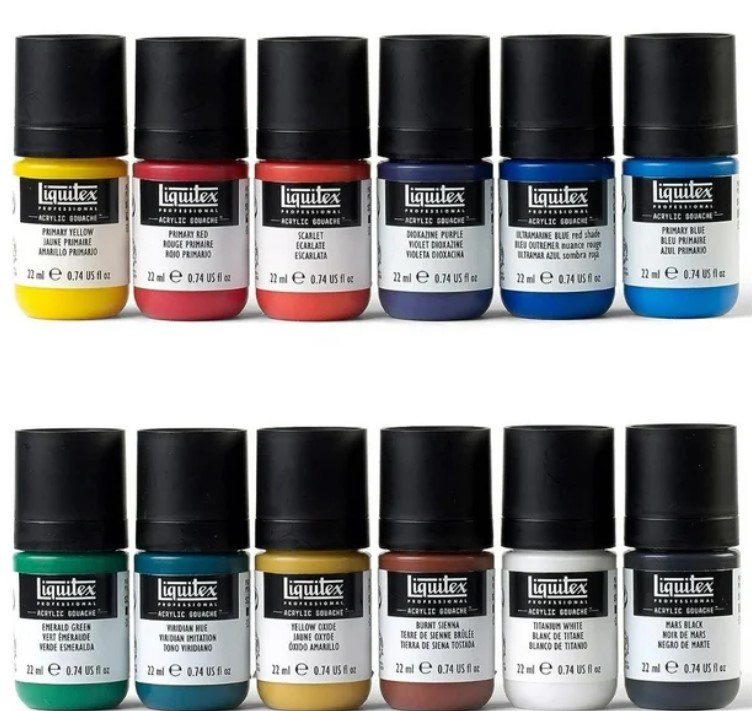 Liquitex
PROFESSIONAL
ACRYLIC GOUACHE
PRIMARY YELLOW
JAUNE PRIMAIRE
AMARILLO PRIMARIO
22 ml e 0.74 US fl oz
Liquitex
PROFESSIONAL
ACRYLIC GOUACHE
PRIMARY RED
ROUGE PRIMAIRE
ROJO PRIMARIO
22 ml e 0.74 US fl oz
Liquitex
PROFESSIONAL
ACRYLIC GOUACHE
SCARLET
ECARLATE
ESCARLATA
22 ml e 0.74 US fl oz
Liquitex
PROFESSIONAL
ACRYLIC GOUACHE
DIOXAZINE PURPLE
VIOLET DIOXAZINE
VIOLETA DIOXACINA
22 ml e 0.74 US fl oz
Liquitex
PROFESSIONAL
ACRYLIC GOUACHE
ULTRAMARINE BLUE red shade
BLEU OUTREMER nuance rouge
ULTRAMAR AZUL sombra roja
22 ml e 0.74 US fl oz
Liquitex
PROFESSIONAL
ACRYLIC GOUACHE
PRIMARY BLUE
BLEU PRIMAIRE
AZUL PRIMARIO
22 ml e 0.74 US fl oz
Liquitex
PROFESSIONAL
ACRYLIC GOUACHE
EMERALD GREEN
VERT ÉMERAUDE
VERDE ESMERALDA
22 ml e 0.74 US fl oz
Liquitex
PROFESSIONAL
ACRYLIC GOUACHE
VIRIDIAN HUE
VIRIDIAN IMITATION
TONO VIRIDIANO
22 ml e 0.74 US fl oz
Liquitex
PROFESSIONAL
ACRYLIC GOUACHE
YELLOW OXIDE
JAUNE OXYDE
ÓXIDO AMARILLO
22 ml e 0.74 US fl oz
Liquitex
PROFESSIONAL
ACRYLIC GOUACHE
BURNT SIENNA
TERRE DE SIENNE BRÛLÉE
TIERRA DE SIENA TOSTADA
22 ml e 0.74 US fl oz
Liquitex
PROFESSIONAL
ACRYLIC GOUACHE
TITANIUM WHITE
BLANC DE TITANE
BLANCO DE TITANIO
22 ml e 0.74 US fl oz
Liquitex
PROFESSIONAL
ACRYLIC GOUACHE
MARS BLACK
NOIR DE MARS
NEGRO DE MARTE
22 ml e 0.74 US fl oz